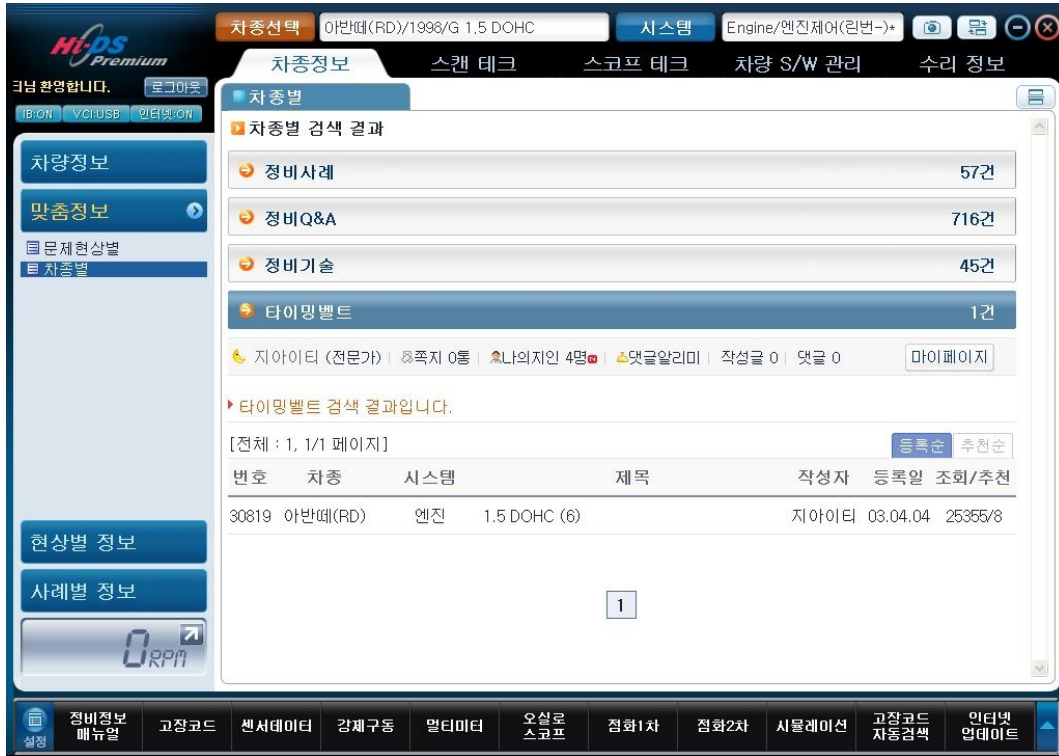 Hi-DS Premium
차종선택 아반떼(RD)/1998/G 1.5 DOHC 시스템 Engine/엔진제어(린번-)*
차종정보 스캔 테크 스코프 테크 차량 S/W 관리 수리 정보
님 환영합니다. 로그아웃
IB:ON VCI:USB 인터넷:ON
차량정보
맞춤정보
문제현상별
차종별
현상별 정보
사례별 정보
0 RPM
차종별
차종별 검색 결과
정비사례 57건
정비Q&A 716건
정비기술 45건
타이밍벨트 1건
지아이티 (전문가) 쪽지 0통 나의지인 4명 댓글알리미 작성글 0 댓글 0 마이페이지
타이밍벨트 검색 결과입니다.
[전체 : 1, 1/1 페이지] 등록순 추천순
번호 차종 시스템 제목 작성자 등록일 조회/추천
30819 아반떼(RD) 엔진 1.5 DOHC (6) 지아이티 03.04.04 25355/8
1
설정 정비정보 매뉴얼 고장코드 센서데이터 강제구동 멀티미터 오실로 스코프 점화1차 점화2차 시뮬레이션 고장코드 자동검색 인터넷 업데이트